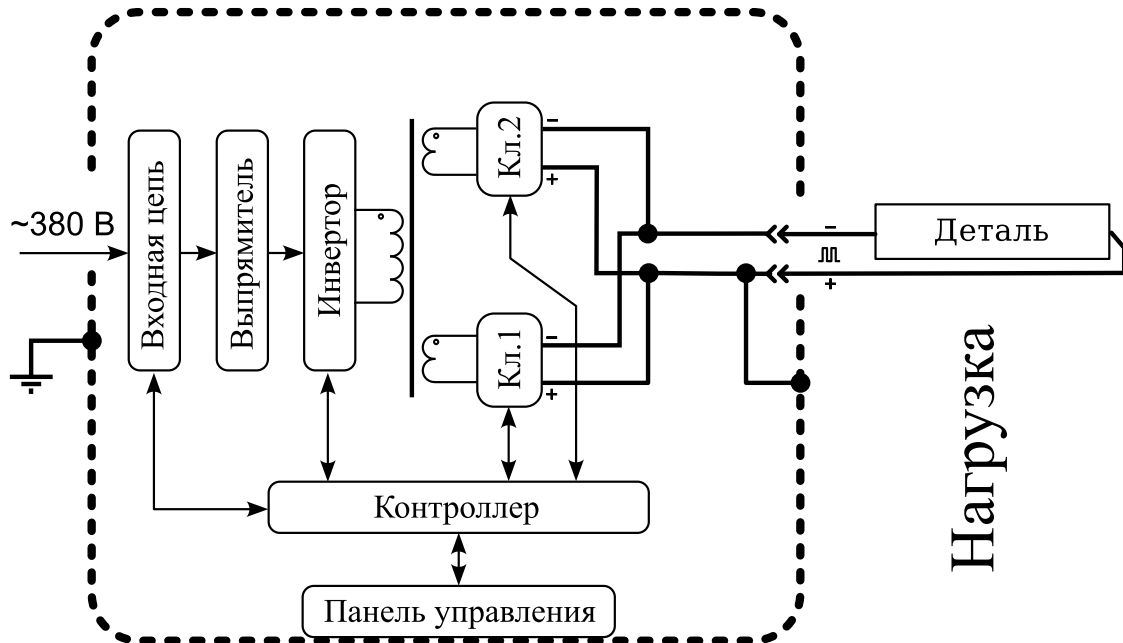 ~380 В
Входная цепь
Выпрямитель
Инвертор
Кл.2
-
+
Кл.1
-
+
-
+
Деталь
Нагрузка
Контроллер
Панель управления